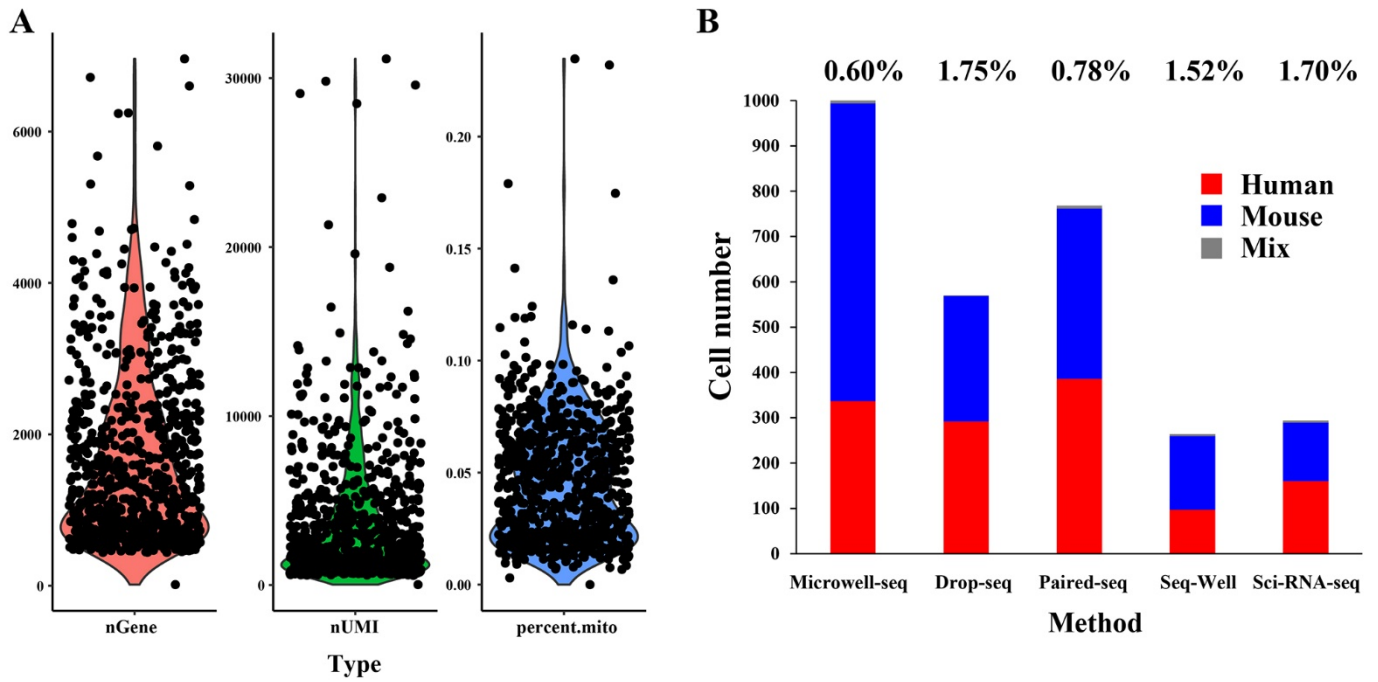 A
6000
4000
2000
0
nGene
30000
20000
10000
0
nUMI
0.20
0.15
0.10
0.05
0.00
percent.mito
Type
B
0.60% 1.75% 0.78% 1.52% 1.70%
1000
900
800
700
600
500
400
300
200
100
0
Cell number
Human
Mouse
Mix
Microwell-seq Drop-seq Paired-seq Seq-Well Sci-RNA-seq
Method